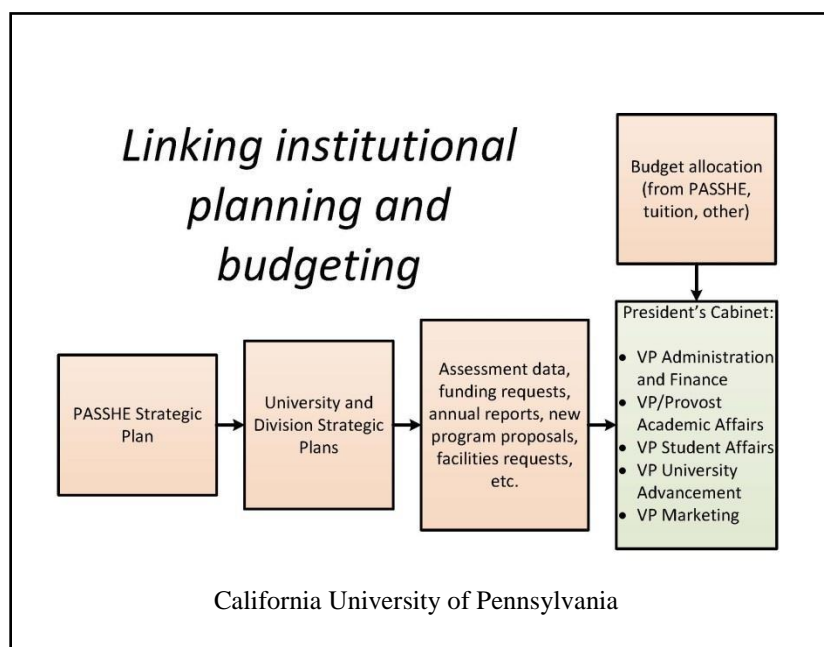 Linking institutional
planning and
budgeting
Budget allocation
(from PASSHE,
tuition, other)
PASSHE Strategic
Plan
University and
Division Strategic
Plans
Assessment data,
funding requests,
annual reports, new
program proposals,
facilities requests,
etc.
President’s Cabinet:
• VP Administration
and Finance
• VP/Provost
Academic Affairs
• VP Student Affairs
• VP University
Advancement
• VP Marketing
California University of Pennsylvania